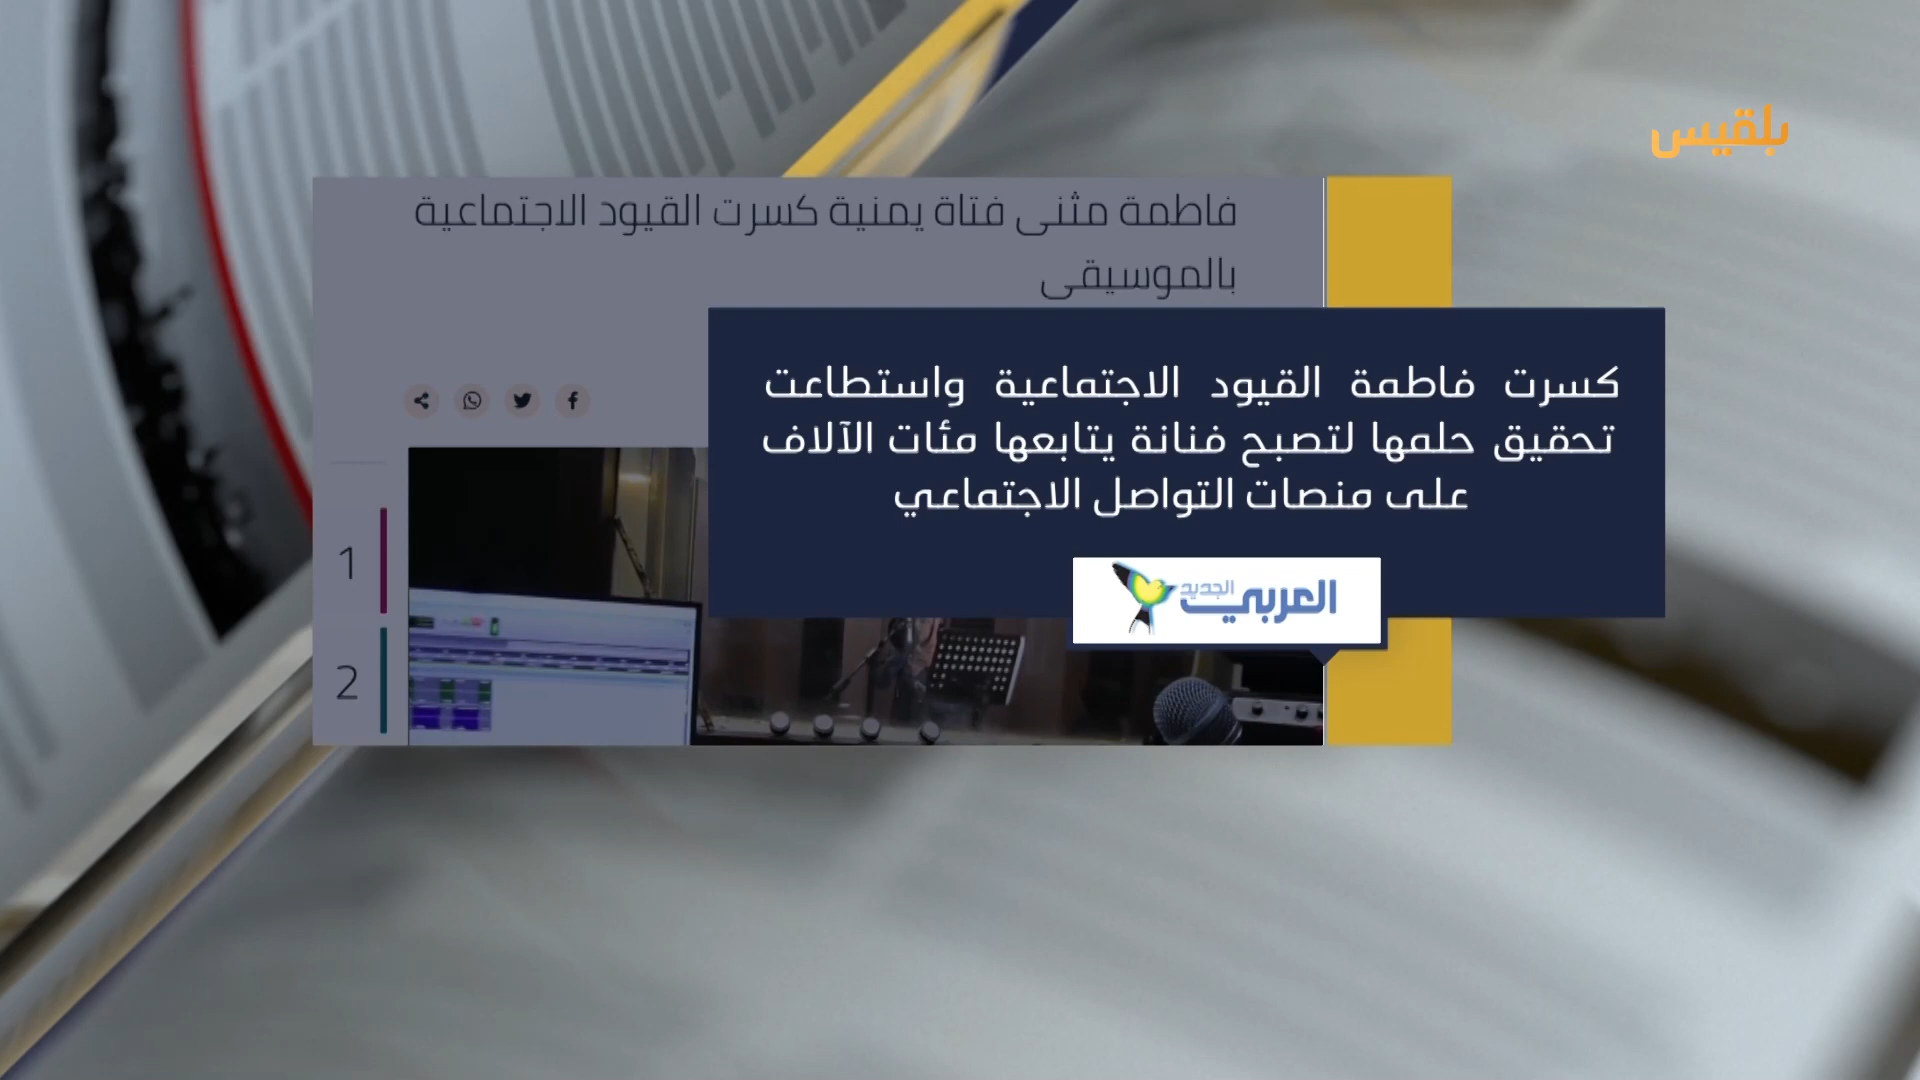 بلقيس
فاطمة مثنى فتاة يمنية كسرت القيود الاجتماعية
بالموسيقى
كسرت فاطمة القيود الاجتماعية واستطاعت
تحقيق حلمها لتصبح فنانة يتابعها مئات الآلاف
على منصات التواصل الاجتماعي
العربي الجديد
1
2